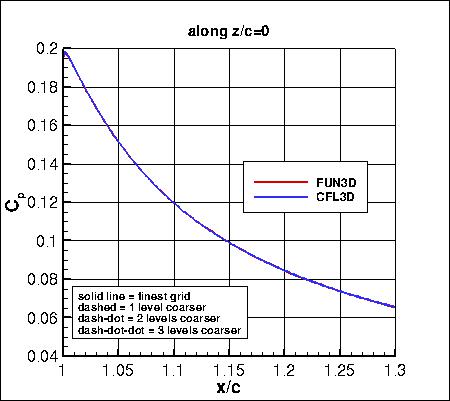 along z/c=0
0.2
0.18
0.16
0.14
0.12
0.1
0.08
0.06
0.04
Cp
FUN3D
CFL3D
solid line = finest grid
dashed = 1 level coarser
dash-dot = 2 levels coarser
dash-dot-dot = 3 levels coarser
1 1.05 1.1 1.15 1.2 1.25 1.3
x/c